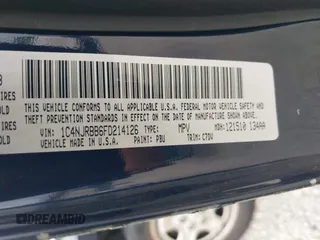 THIS VEHICLE CONFORMS TO ALL APPLICABLE U.S.A. FEDERAL MOTOR VEHICLE SAFETY AND
THEFT PREVENTION STANDARDS IN EFFECT ON THE DATE OF MANUFACTURE SHOWN ABOVE.
VIN: 1C4NJRBB6FD214126 TYPE: MPV MDH: 121510 134AA
VEHICLE MADE IN U.S.A. PAINT: PBU TRIM: C7DV
DREAMBID